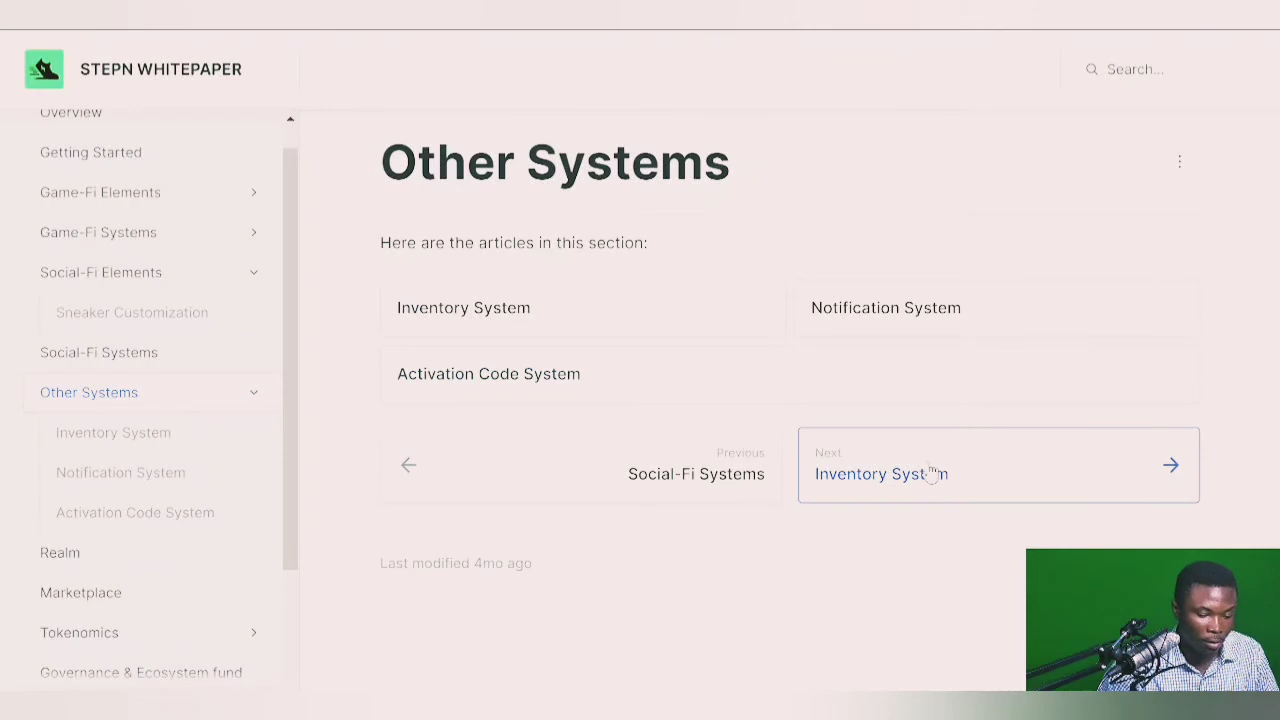 STEPN WHITEPAPER
Search...
Overview
Getting Started
Game-Fi Elements
Game-Fi Systems
Social-Fi Elements
Sneaker Customization
Social-Fi Systems
Other Systems
Inventory System
Notification System
Activation Code System
Realm
Marketplace
Tokenomics
Governance & Ecosystem fund
Other Systems
Here are the articles in this section:
Inventory System
Notification System
Activation Code System
Previous
Social-Fi Systems
Next
Inventory System
Last modified 4mo ago